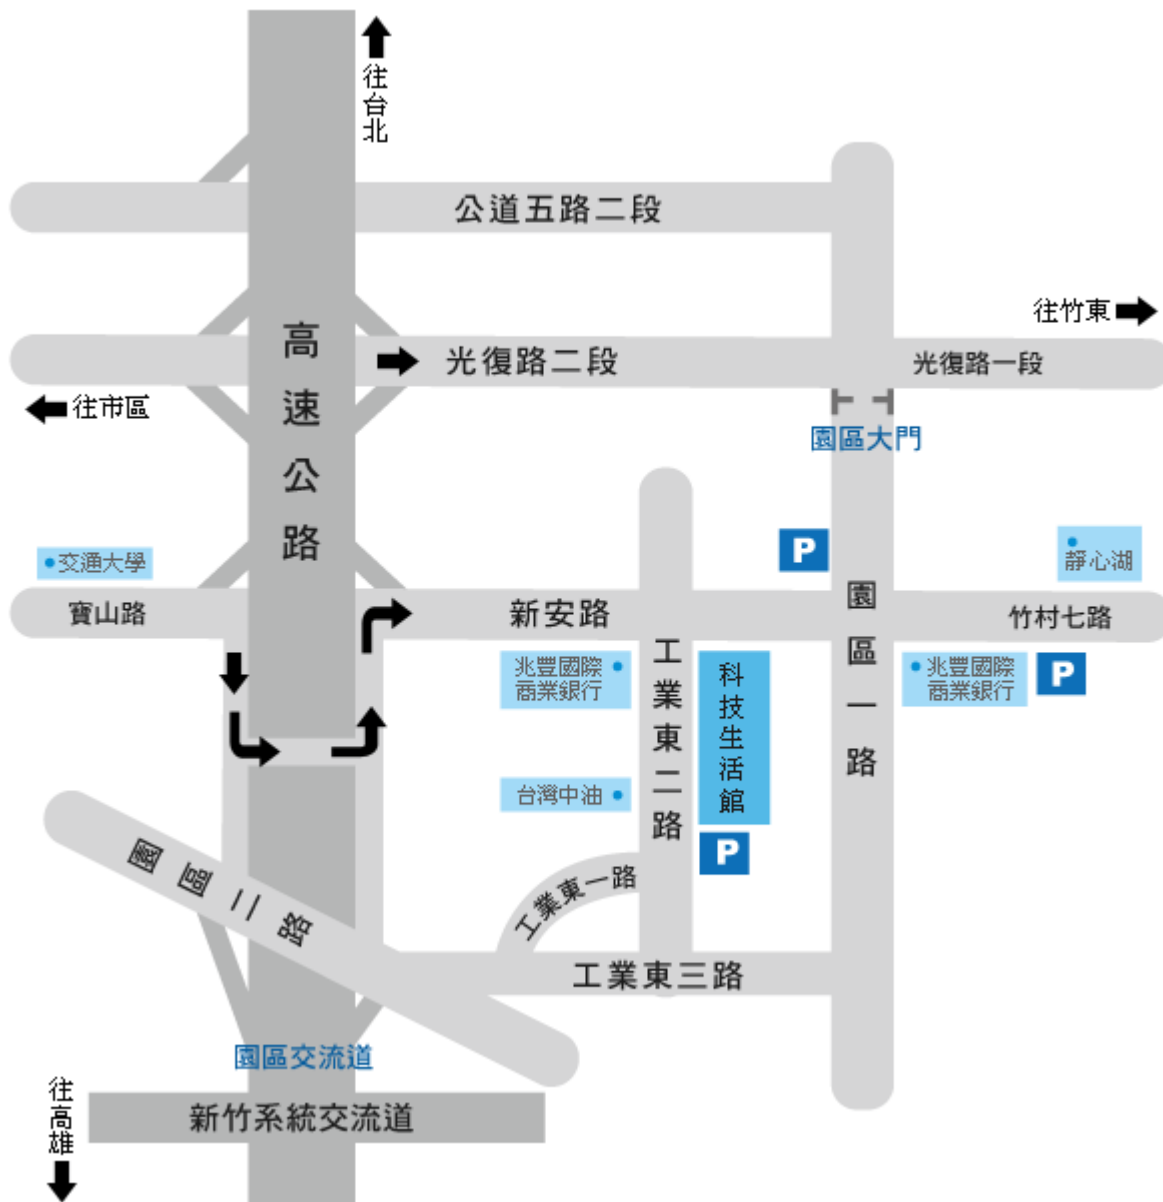 往台北
公道五路二段
往竹東
高速公路
光復路二段
光復路一段
往市區
園區大門
交通大學
P
靜心湖
寶山路
新安路
園區一路
竹村七路
兆豐國際
商業銀行
工業東二路
科技生活館
兆豐國際
商業銀行
P
台灣中油
P
園區二路
工業東一路
工業東三路
園區交流道
往高雄
新竹系統交流道